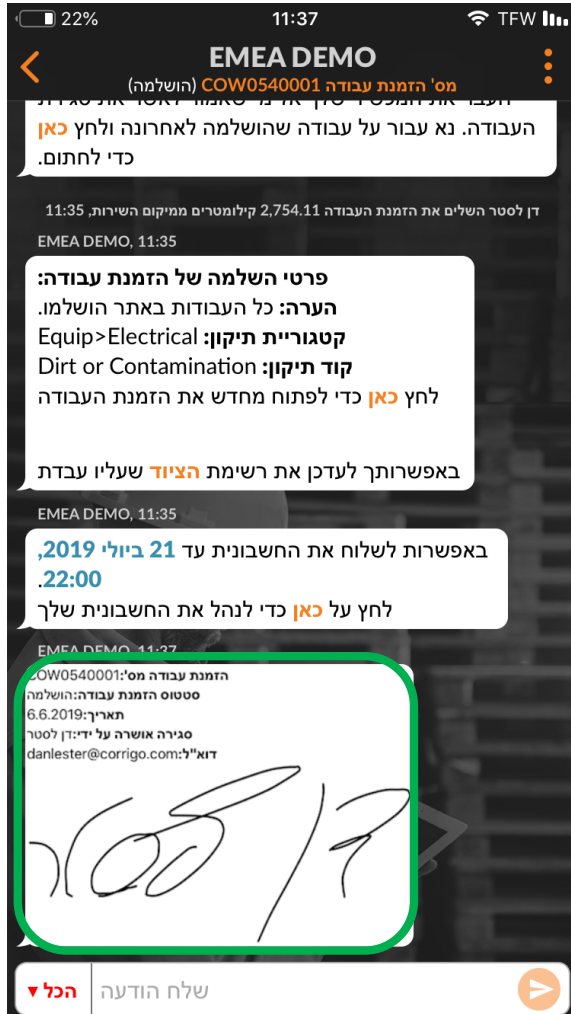 22%
11:37
TFW
EMEA DEMO
מס' הזמנת עבודה COW0540001 (הושלמה)
העבודה. נא עבור על עבודה שהושלמה לאחרונה ולחץ כאן
כדי לחתום.
דן לסטר השלים את הזמנת העבודה 2,754.11 קילומטרים ממיקום השירות, 11:35
EMEA DEMO, 11:35
פרטי השלמה של הזמנת עבודה:
הערה: כל העבודות באתר הושלמו.
קטגוריית תיקון: Equip>Electrical
קוד תיקון: Dirt or Contamination
לחץ כאן כדי לפתוח מחדש את הזמנת העבודה
באפשרותך לעדכן את רשימת הציוד שעליו עבדת
EMEA DEMO, 11:35
באפשרות לשלוח את החשבונית עד 21 ביולי 2019,
22:00.
לחץ על כאן כדי לנהל את החשבונית שלך
EMEA DEMO, 11:37
הזמנת עבודה מס':COW0540001
סטטוס הזמנת עבודה:הושלמה
תאריך:6.6.2019
סגירה אושרה על ידי:דן לסטר
דוא"ל:danlester@corrigo.com
דן לסטר
הכל ▼
שלח הודעה